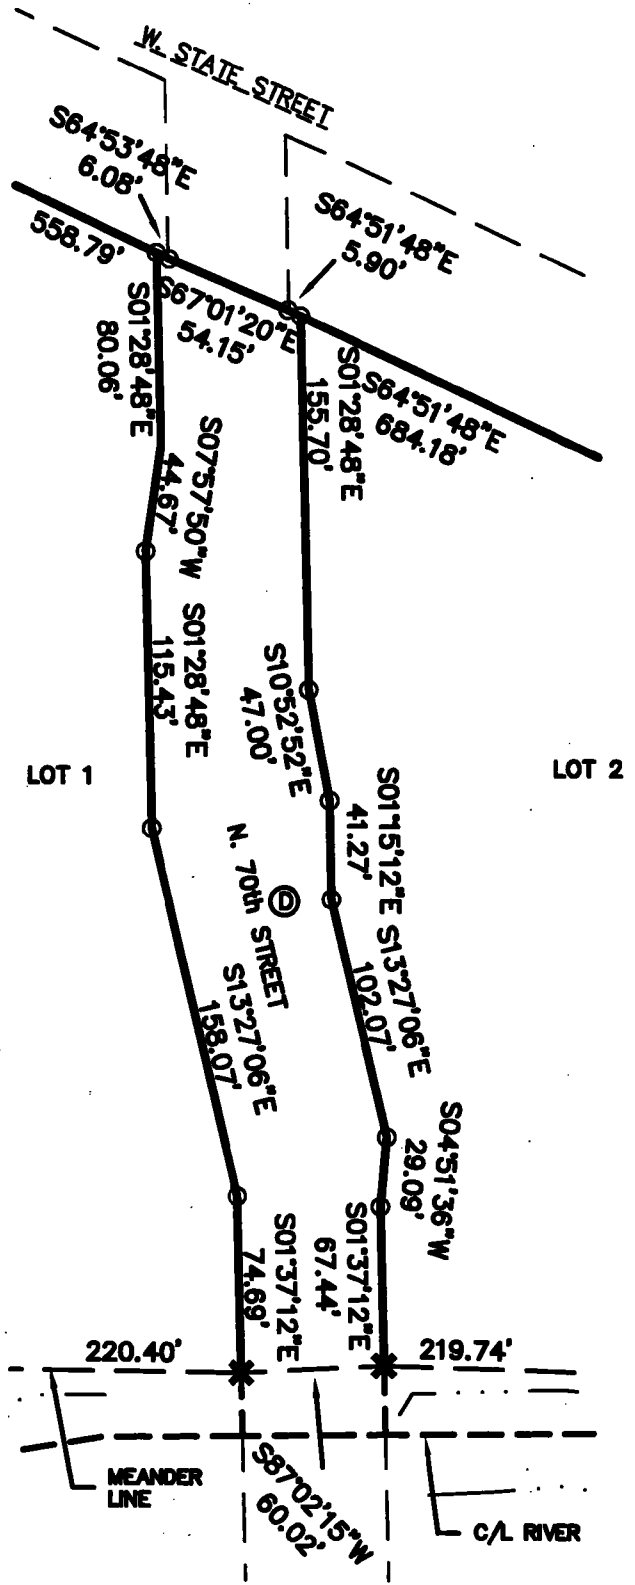 W. STATE STREET
S64°53'48"E
6.08'
558.79'
S64°51'48"E
5.90'
S67°01'20"E
54.15'
S01°28'48"E
80.06'
S01°28'48"E
155.70'
S64°51'48"E
684.18'
S07°57'50"W
44.67'
S01°28'48"E
115.43'
S10°52'52"E
47.00'
LOT 1
LOT 2
S01°15'12"E
41.27'
N. 70th STREET
D
S13°27'06"E
102.07'
S13°27'06"E
158.07'
S04°51'36"W
29.09'
S01°37'12"E
74.69'
S01°37'12"E
67.44'
220.40'
219.74'
MEANDER
LINE
S87°02'15"W
60.02'
C/L RIVER